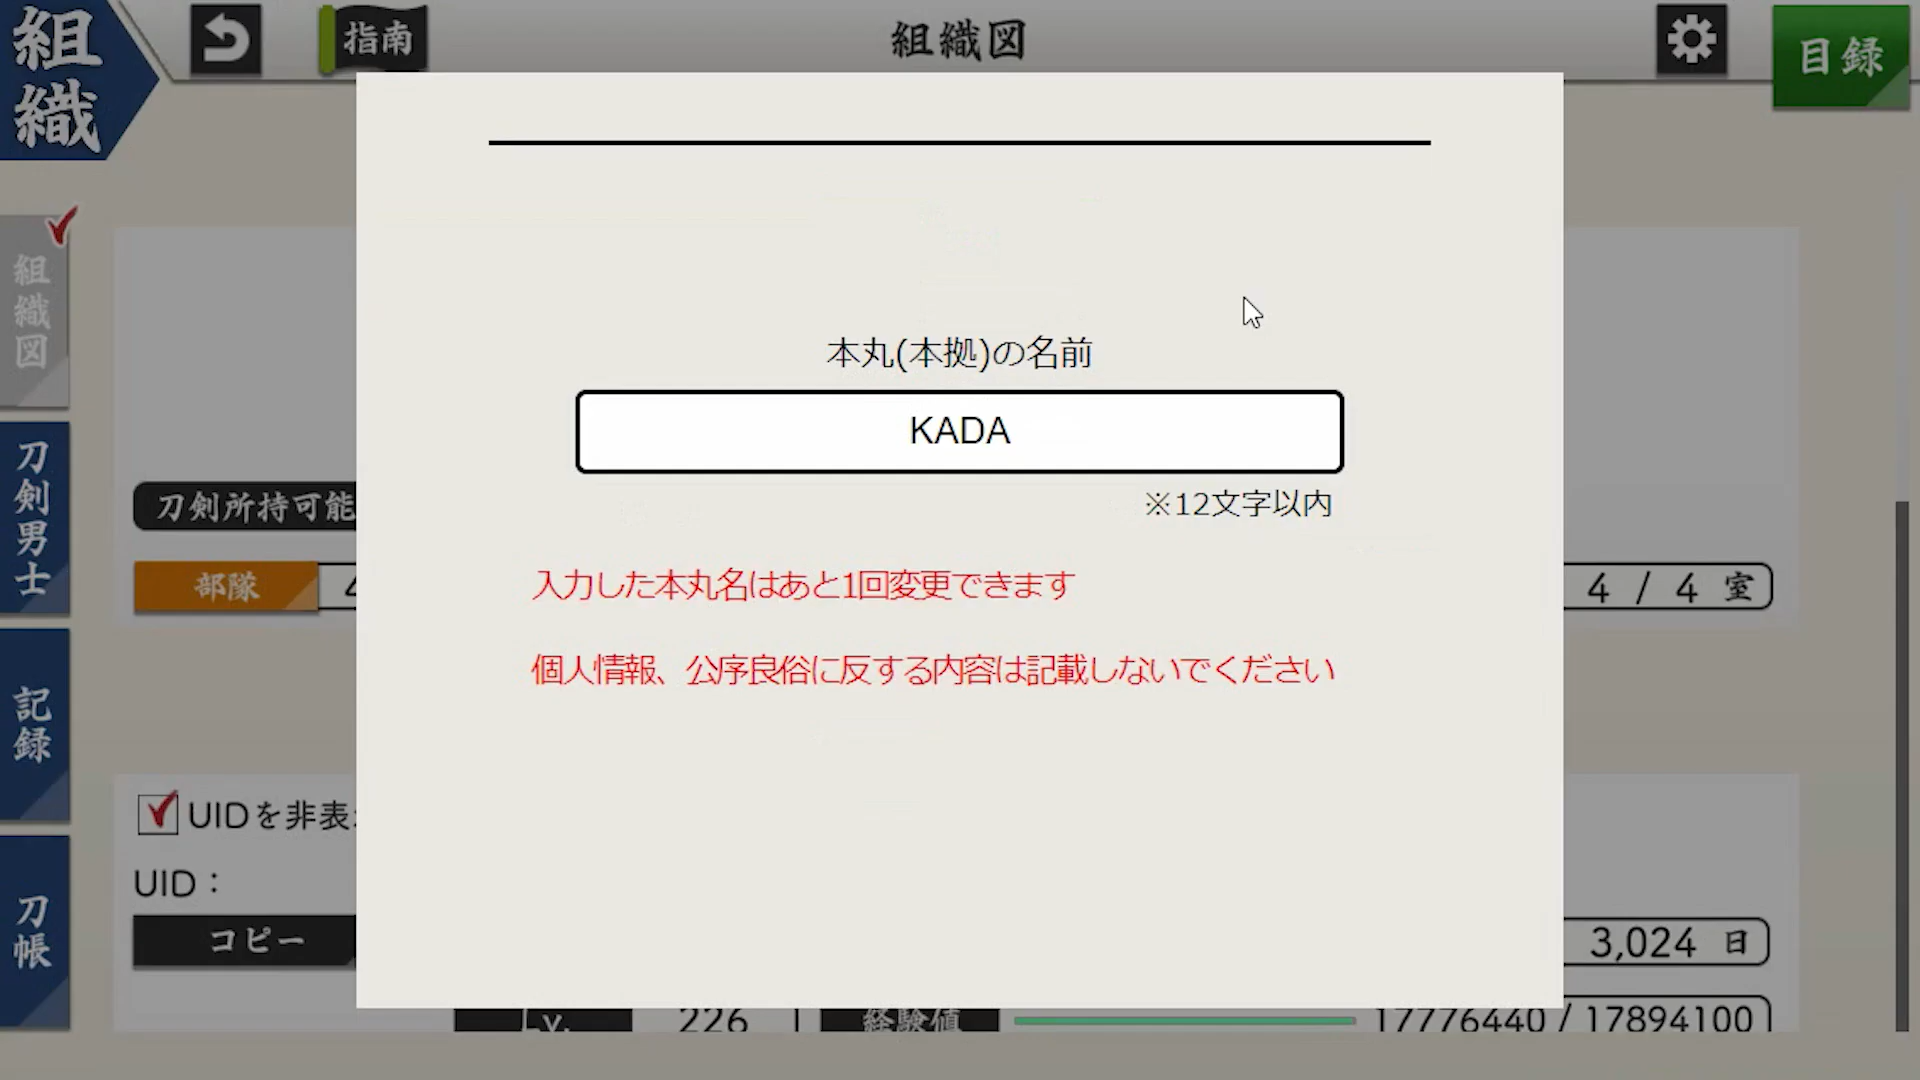 組織
指南
組織図
目録
組織図
刀剣男士
記録
刀帳
本丸(本拠)の名前
KADA
※12文字以内
入力した本丸名はあと1回変更できます
個人情報、公序良俗に反する内容は記載しないでください
刀剣所持可能
部隊
4 / 4 室
UIDを非表
UID：
コピー
3,024 日
Lv.
226
経験値
17776440 / 17894100